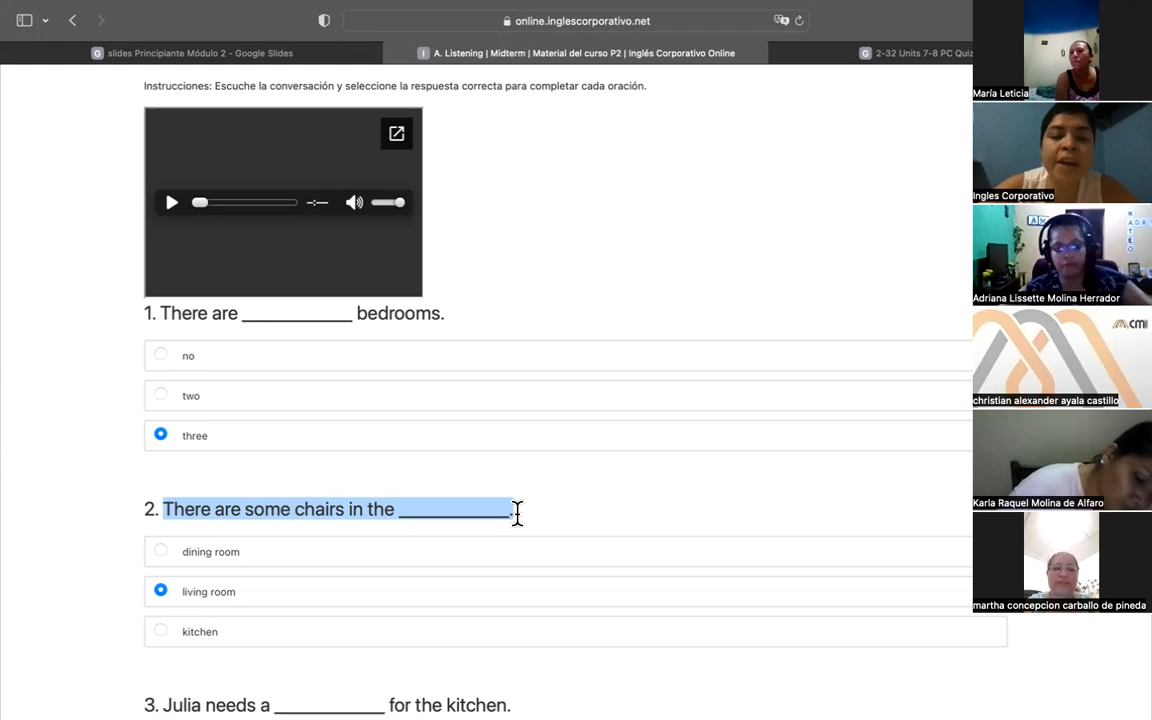 online.inglescorporativo.net
slides Principiante Módulo 2 - Google Slides
A. Listening | Midterm | Material del curso P2 | Inglés Corporativo Online
2-32 Units 7-8 PC Quiz
Instrucciones: Escuche la conversación y seleccione la respuesta correcta para completar cada oración.
1. There are ____________ bedrooms.
no
two
three
2. There are some chairs in the ____________.
dining room
living room
kitchen
3. Julia needs a ____________ for the kitchen.
María Leticia
Ingles Corporativo
Adriana Lissette Molina Herrador
cmi
christian alexander ayala castillo
Karla Raquel Molina de Alfaro
martha concepcion carballo de pineda